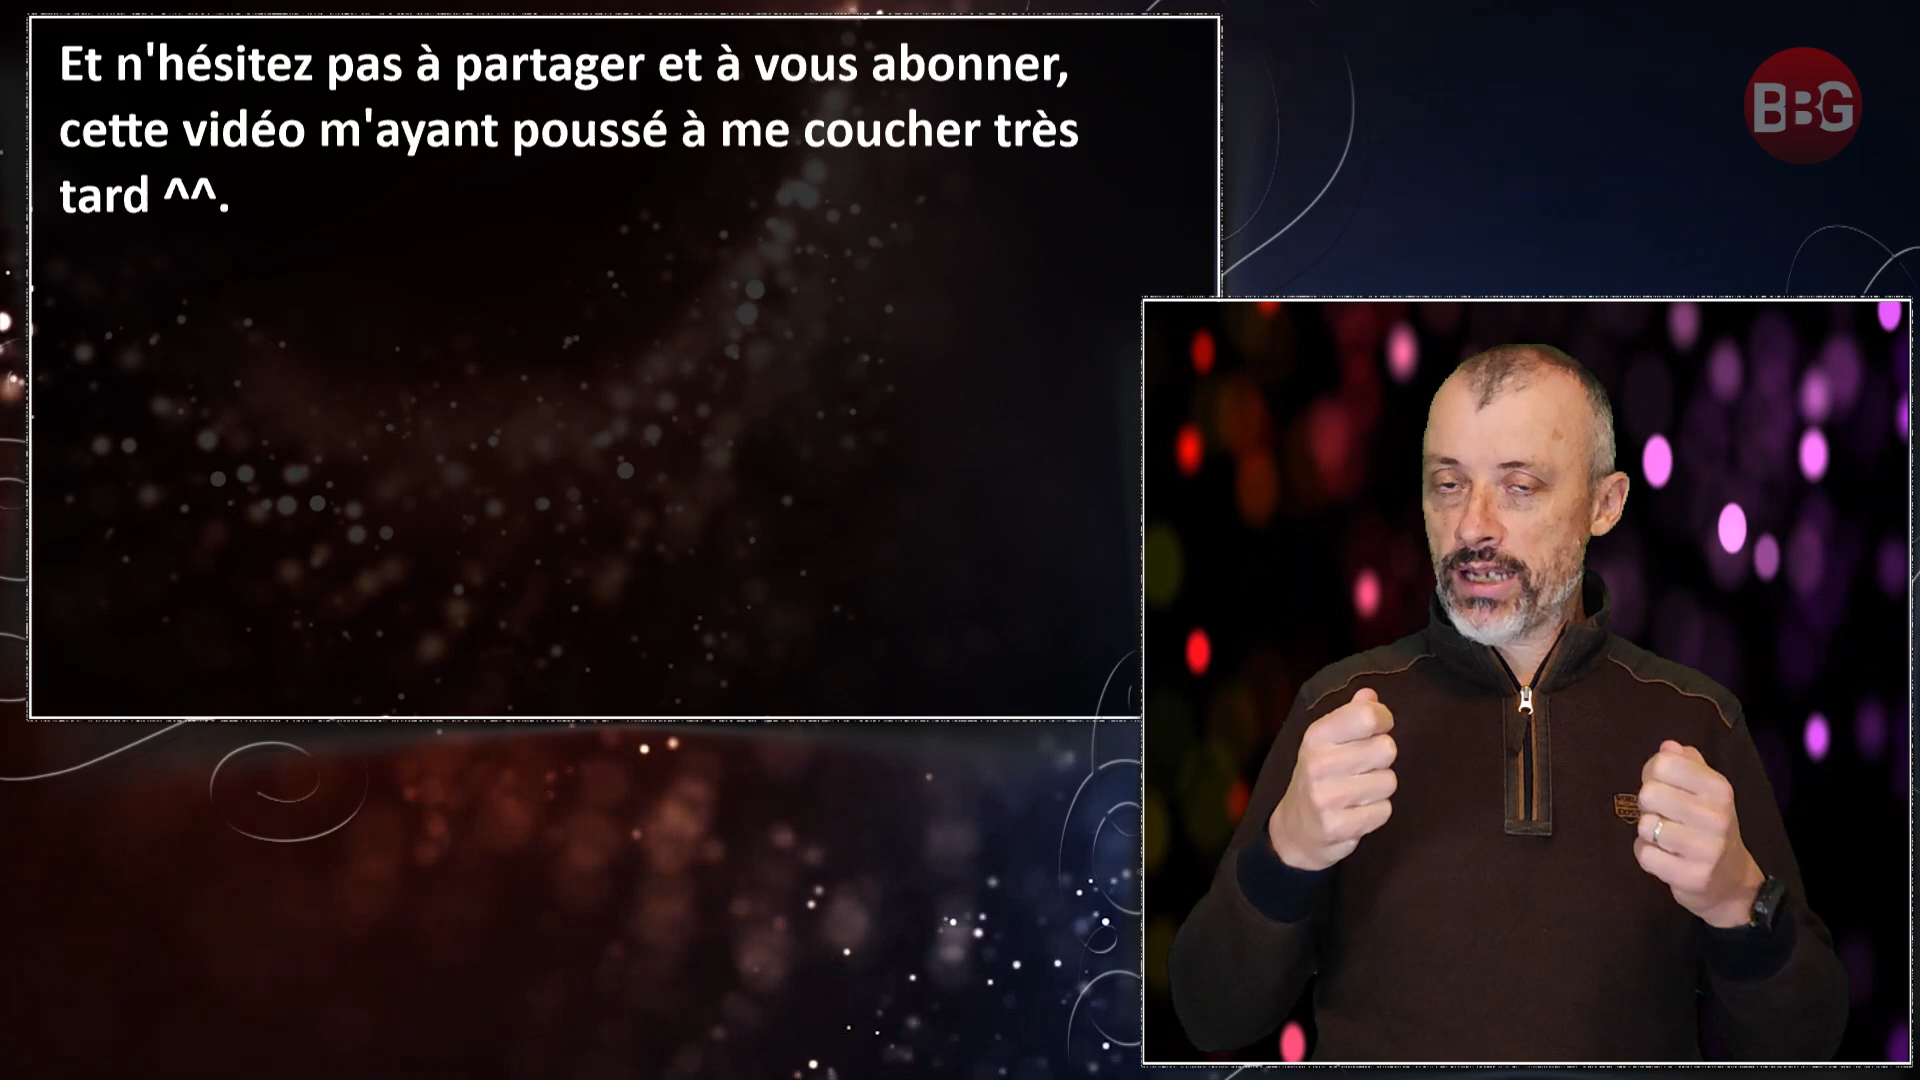 Et n'hésitez pas à partager et à vous abonner,
cette vidéo m'ayant poussé à me coucher très
tard ^^.
BBG